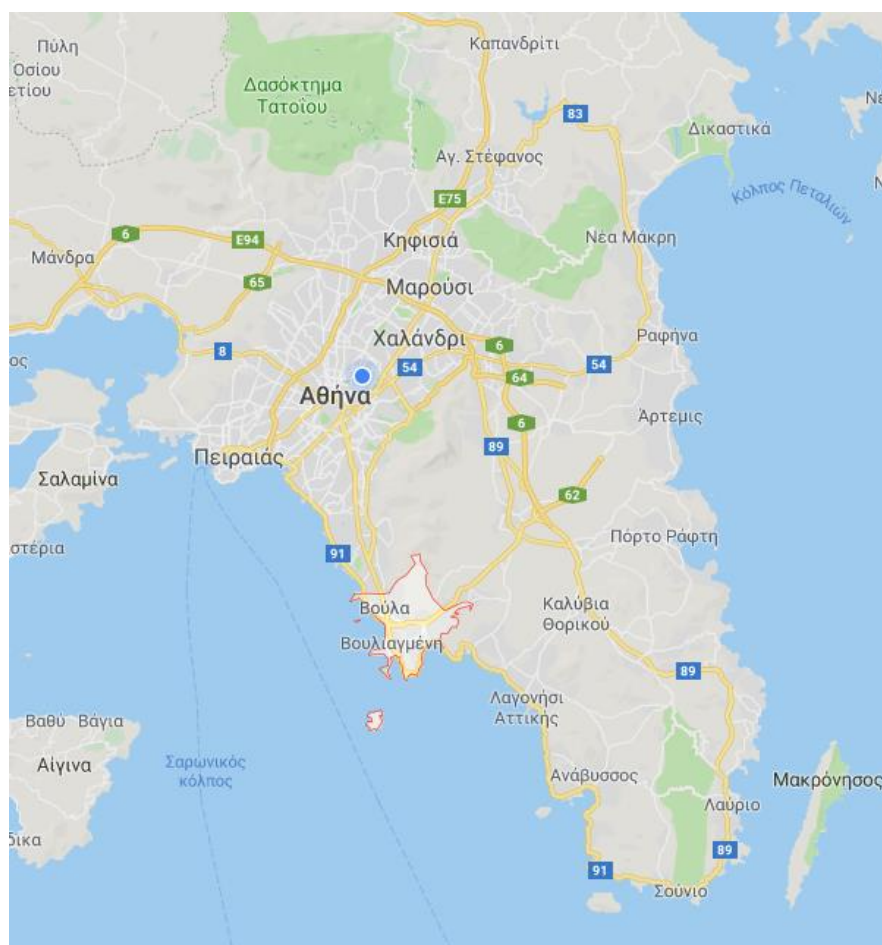 Πύλη
Οσίου
ετίου
Καπανδρίτι
Δασόκτημα
Τατοΐου
83
Δικαστικά
Αγ. Στέφανος
Κόλπος Πεταλιών
E75
6
E94
Κηφισιά
Νέα Μάκρη
Μάνδρα
65
Μαρούσι
Χαλάνδρι
6
Ραφήνα
8
54
54
64
Αθήνα
Άρτεμις
6
89
Πειραιάς
Σαλαμίνα
62
στέρια
91
Πόρτο Ράφτη
Βούλα
Καλύβια
Θορικού
Βουλιαγμένη
89
Λαγονήσι
Αττικής
Βαθύ
Βάγια
Αίγινα
Σαρωνικός
κόλπος
Ανάβυσσος
Μακρόνησος
Λαύριο
δικα
89
91
Σούνιο